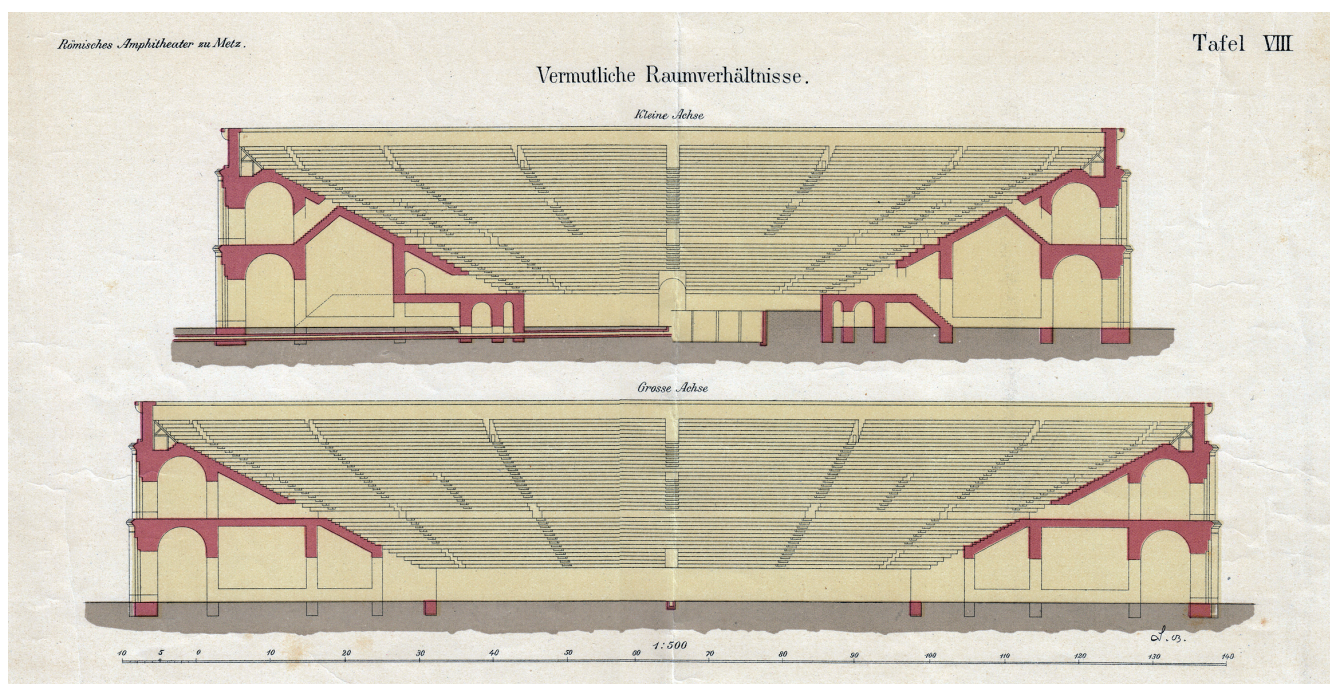 Römisches Amphitheater zu Metz.
Tafel VIII
Vermutliche Raumverhältnisse.
Kleine Achse
Grosse Achse
1:500
10 5 0 10 20 30 40 50 60 70 80 90 100 110 120 130 140